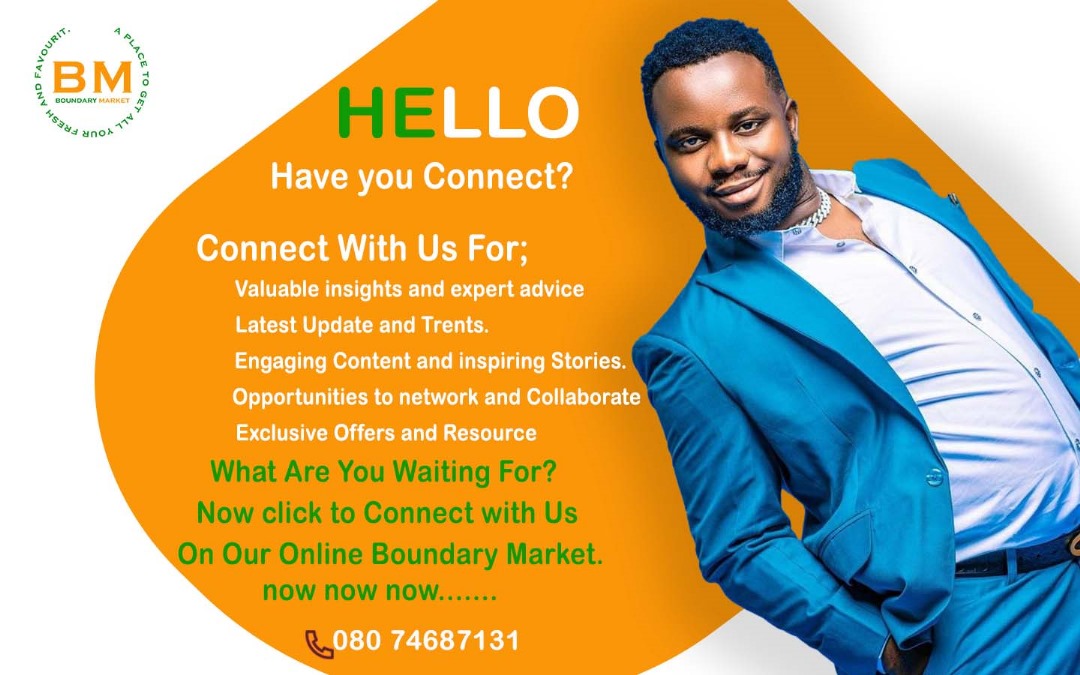 A PLACE TO GET ALL YOUR FRESH AND FAVOURIT.
BM
BOUNDARY MARKET
HELLO
Have you Connect?
Connect With Us For;
Valuable insights and expert advice
Latest Update and Trents.
Engaging Content and inspiring Stories.
Opportunities to network and Collaborate
Exclusive Offers and Resource
What Are You Waiting For?
Now click to Connect with Us
On Our Online Boundary Market.
now now now.......
080 74687131